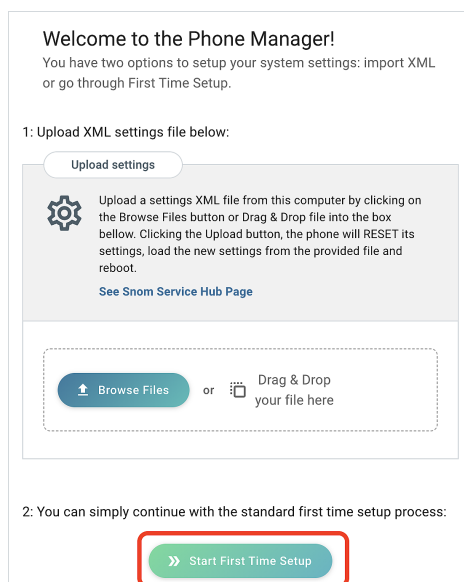 Welcome to the Phone Manager!
You have two options to setup your system settings: import XML
or go through First Time Setup.
1: Upload XML settings file below:
Upload settings
Upload a settings XML file from this computer by clicking on
the Browse Files button or Drag & Drop file into the box
bellow. Clicking the Upload button, the phone will RESET its
settings, load the new settings from the provided file and
reboot.
See Snom Service Hub Page
Browse Files or Drag & Drop
your file here
2: You can simply continue with the standard first time setup process:
Start First Time Setup